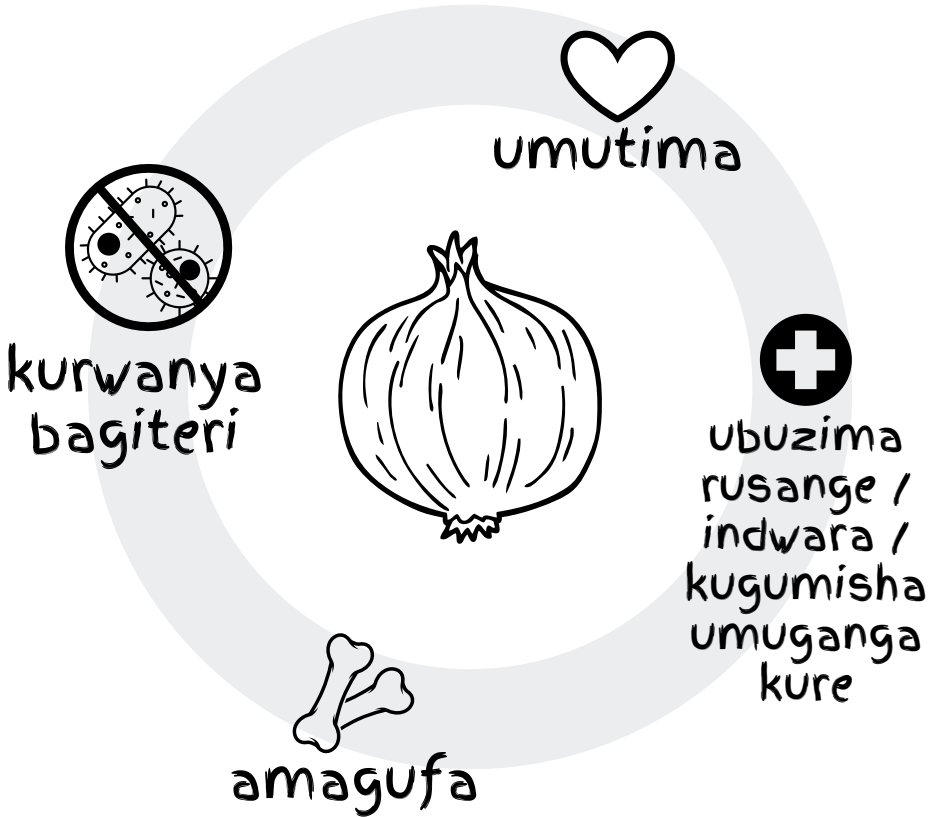 umutima
kurwanya
bagiteri
ubuzima
rusange /
indwara /
kugumisha
umuganga
kure
amagufa